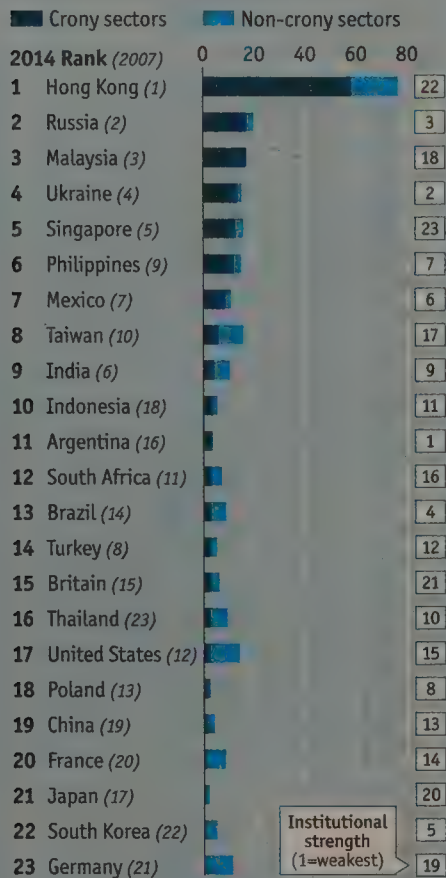 Crony sectors Non-crony sectors
2014 Rank (2007) 0 20 40 60 80
1 Hong Kong (1) 22
2 Russia (2) 3
3 Malaysia (3) 18
4 Ukraine (4) 2
5 Singapore (5) 23
6 Philippines (9) 7
7 Mexico (7) 6
8 Taiwan (10) 17
9 India (6) 9
10 Indonesia (18) 11
11 Argentina (16) 1
12 South Africa (11) 16
13 Brazil (14) 4
14 Turkey (8) 12
15 Britain (15) 21
16 Thailand (23) 10
17 United States (12) 15
18 Poland (13) 8
19 China (19) 13
20 France (20) 14
21 Japan (17) 20
22 South Korea (22) 5
Institutional
strength
(1=weakest)
23 Germany (21) 19